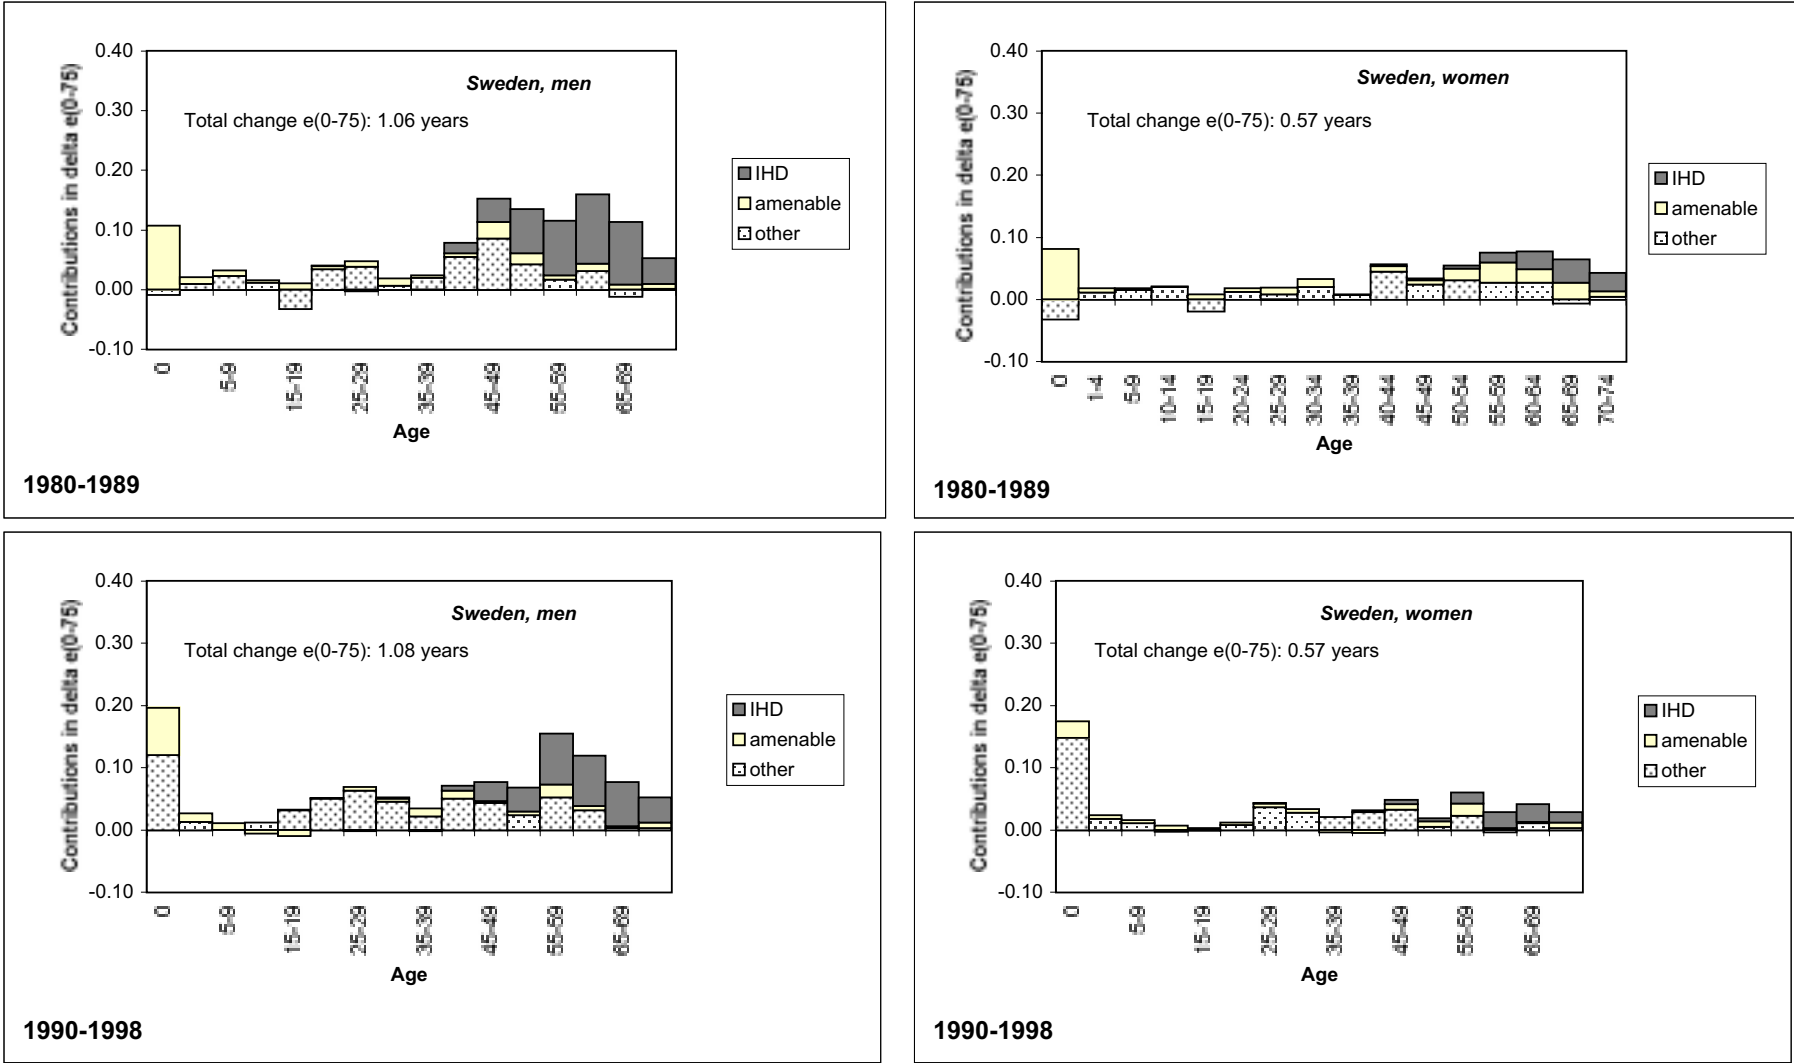 Sweden, men
Total change e(0-75): 1.06 years
Contributions in delta e(0-75)
0.40
0.30
0.20
0.10
0.00
-0.10
0
5-9
15-19
25-29
35-39
45-49
55-59
65-69
Age
IHD
amenable
other
1980-1989
Sweden, women
Total change e(0-75): 0.57 years
Contributions in delta e(0-75)
0.40
0.30
0.20
0.10
0.00
-0.10
0
1-4
5-9
10-14
15-19
20-24
25-29
30-34
35-39
40-44
45-49
50-54
55-59
60-64
65-69
70-74
Age
IHD
amenable
other
1980-1989
Sweden, men
Total change e(0-75): 1.08 years
Contributions in delta e(0-75)
0.40
0.30
0.20
0.10
0.00
-0.10
0
5-9
15-19
25-29
35-39
45-49
55-59
65-69
Age
IHD
amenable
other
1990-1998
Sweden, women
Total change e(0-75): 0.57 years
Contributions in delta e(0-75)
0.40
0.30
0.20
0.10
0.00
-0.10
0
5-9
15-19
25-29
35-39
45-49
55-59
65-69
Age
IHD
amenable
other
1990-1998